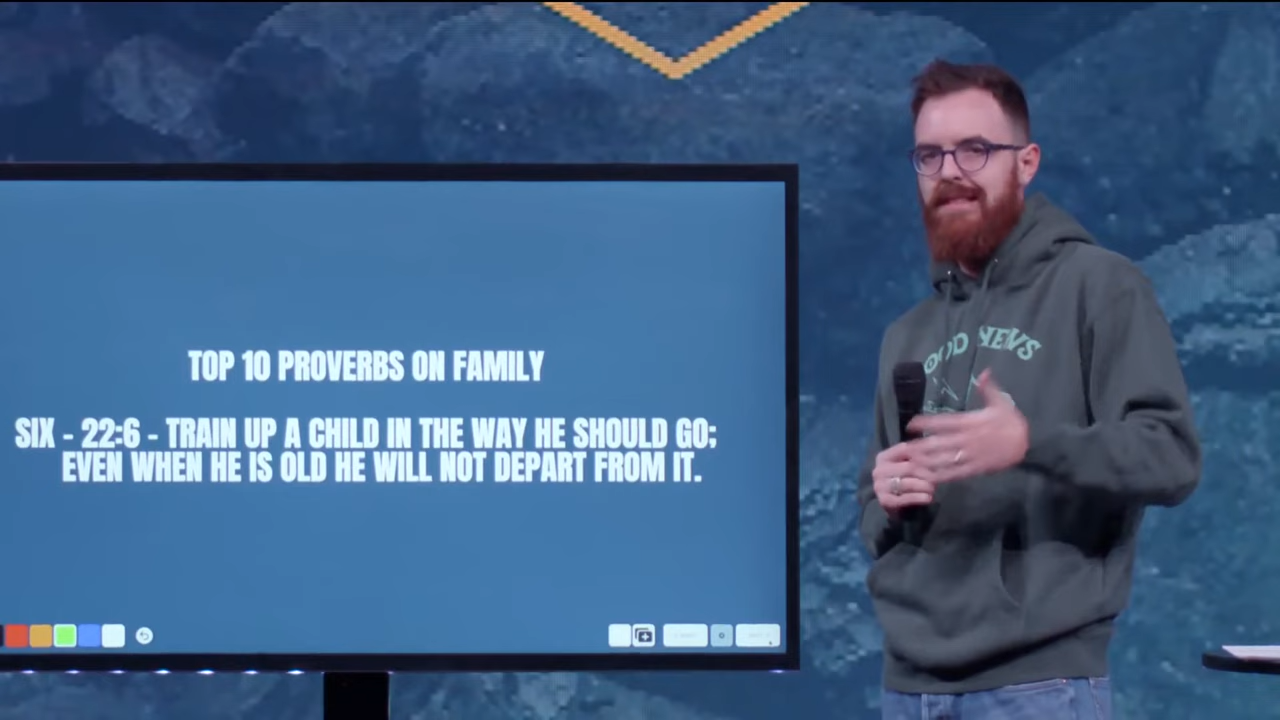 TOP 10 PROVERBS ON FAMILY
SIX - 22:6 - TRAIN UP A CHILD IN THE WAY HE SHOULD GO;
EVEN WHEN HE IS OLD HE WILL NOT DEPART FROM IT.
NEWS